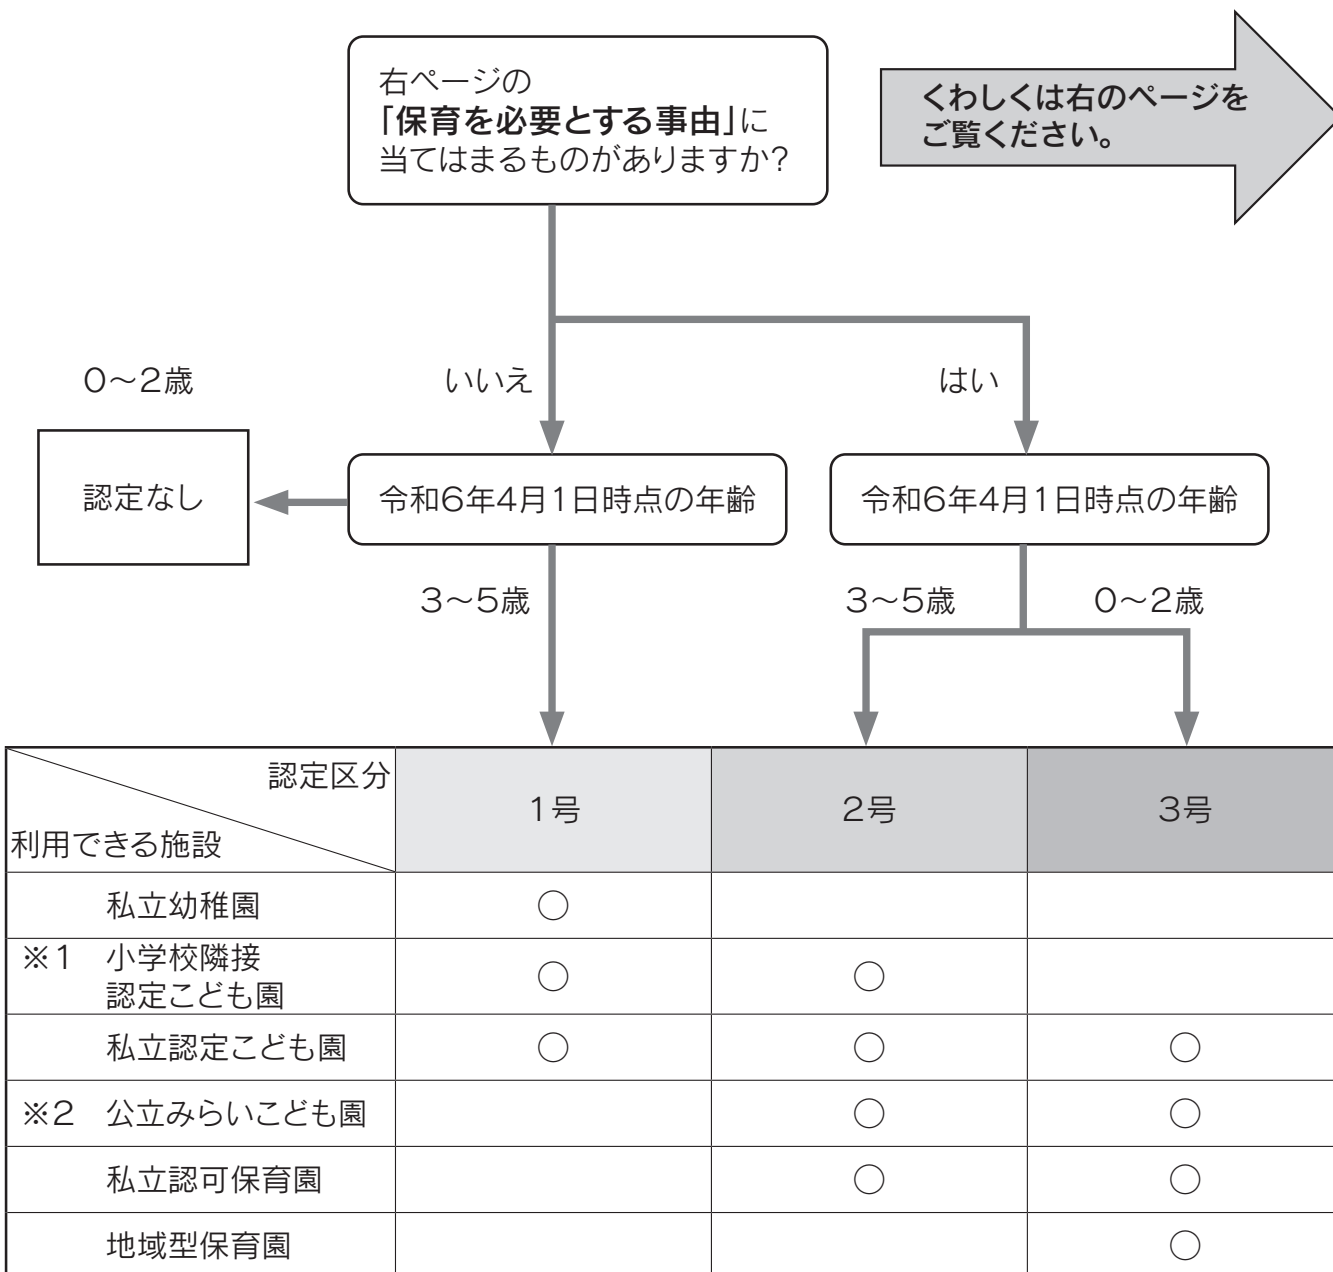 右ページの
「保育を必要とする事由」に
当てはまるものがありますか?
くわしくは右のページを
ご覧ください。
0～2歳
いいえ
はい
認定なし
令和6年4月1日時点の年齢
令和6年4月1日時点の年齢
3～5歳
3～5歳
0～2歳
認定区分
利用できる施設
1号
2号
3号
私立幼稚園 ○
※1 小学校隣接
認定こども園 ○ ○
私立認定こども園 ○ ○ ○
※2 公立みらいこども園 ○ ○
私立認可保育園 ○ ○
地域型保育園 ○